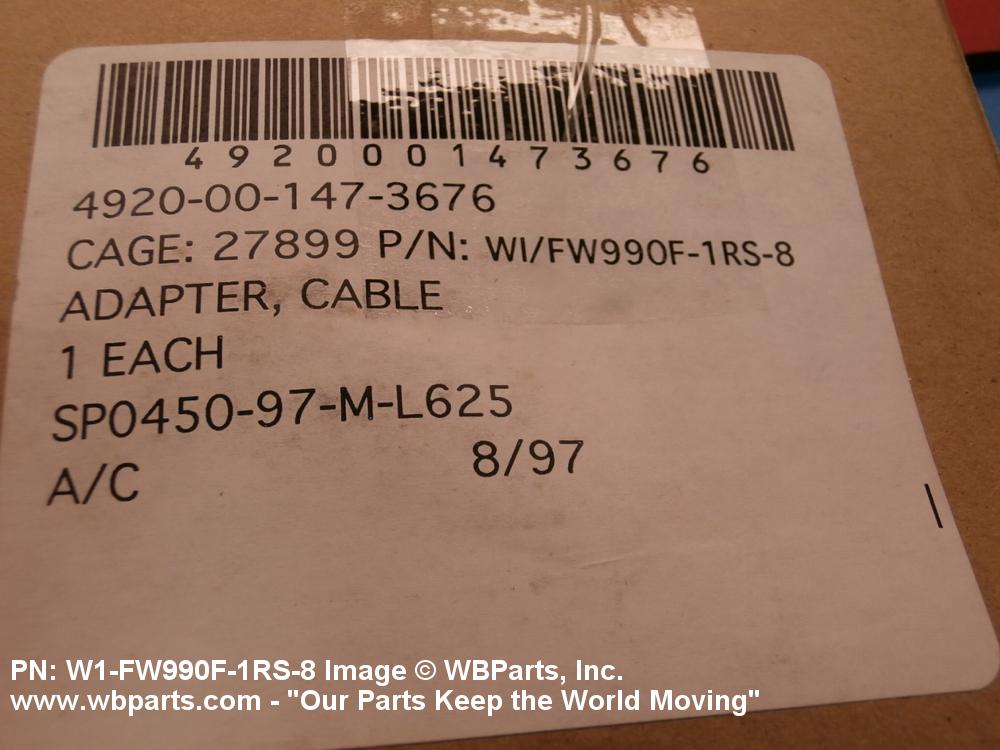 4920001473676
4920-00-147-3676
CAGE: 27899 P/N: WI/FW990F-1RS-8
ADAPTER, CABLE
1 EACH
SP0450-97-M-L625
A/C 8/97
PN: W1-FW990F-1RS-8 Image © WBParts, Inc.
www.wbparts.com - "Our Parts Keep the World Moving"